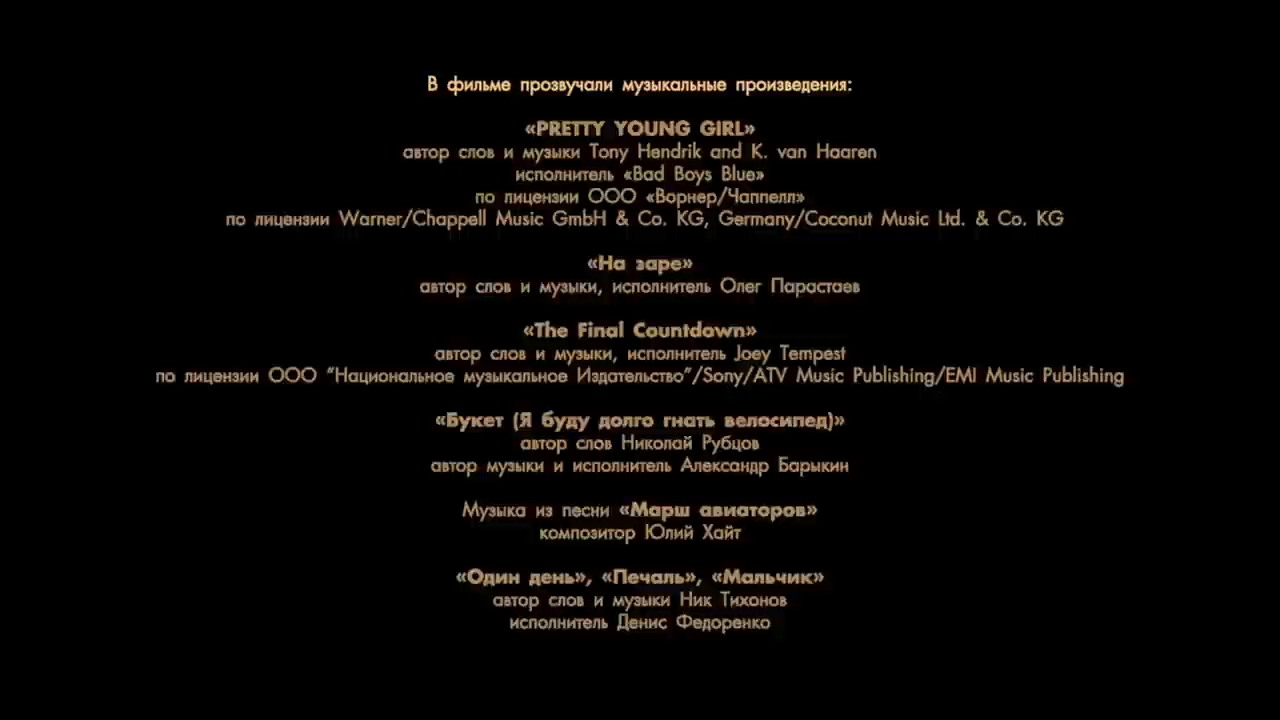 В фильме прозвучали музыкальные произведения:
«PRETTY YOUNG GIRL»
автор слов и музыки Tony Hendrik and K. van Haaren
исполнитель «Bad Boys Blue»
по лицензии ООО «Ворнер/Чаппелл»
по лицензии Warner/Chappell Music GmbH & Co. KG, Germany/Coconut Music Ltd. & Co. KG
«На заре»
автор слов и музыки, исполнитель Олег Парастаев
«The Final Countdown»
автор слов и музыки, исполнитель Joey Tempest
по лицензии ООО "Национальное музыкальное Издательство"/Sony/ATV Music Publishing/EMI Music Publishing
«Букет (Я буду долго гнать велосипед)»
автор слов Николай Рубцов
автор музыки и исполнитель Александр Барыкин
Музыка из песни «Марш авиаторов»
композитор Юлий Хайт
«Один день», «Печаль», «Мальчик»
автор слов и музыки Ник Тихонов
исполнитель Денис Федоренко